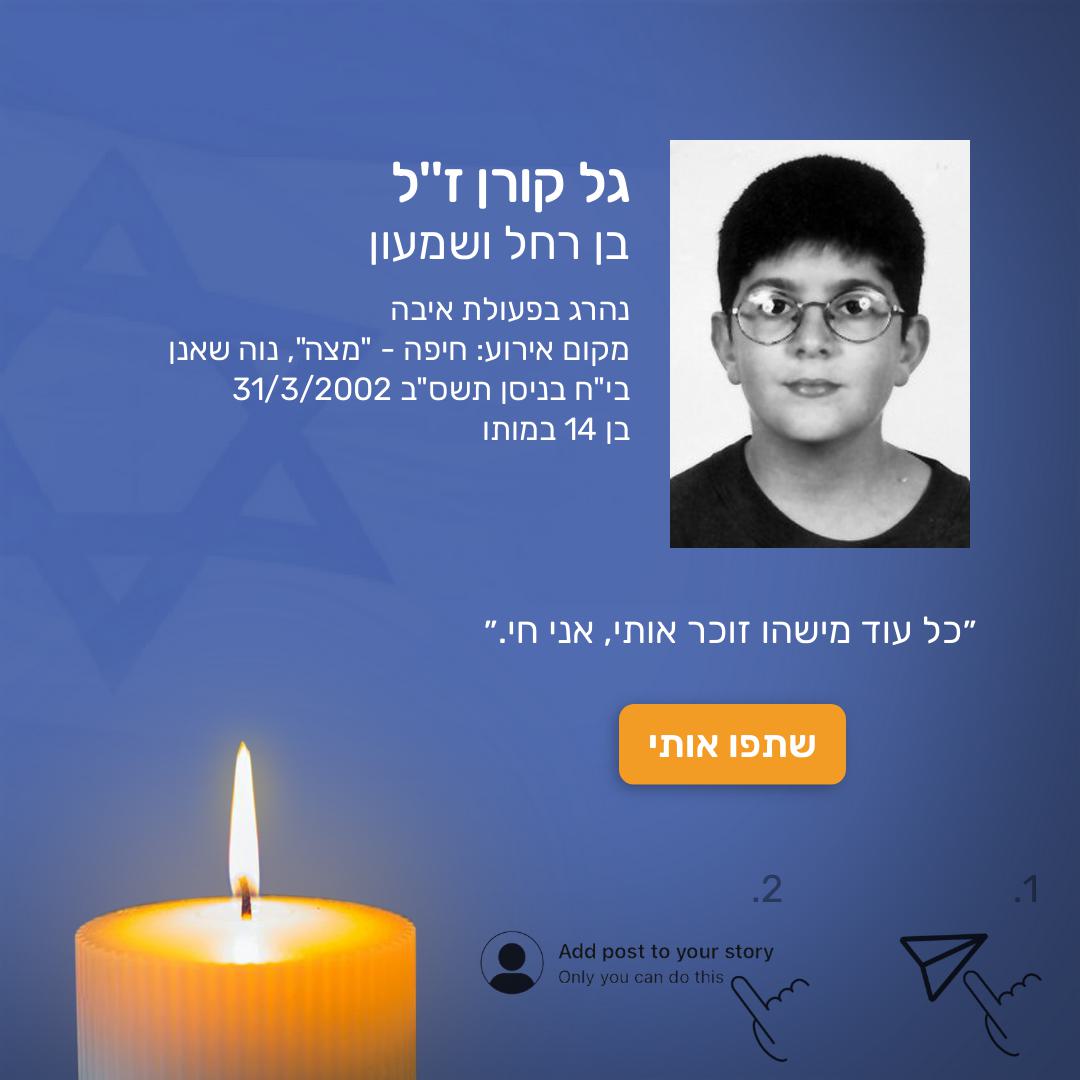 גל קורן ז"ל
בן רחל ושמעון
נהרג בפעולת איבה
מקום אירוע: חיפה - "מצה", נוה שאנן
בי"ח בניסן תשס"ב 31/3/2002
בן 14 במותו
״כל עוד מישהו זוכר אותי, אני חי.״
שתפו אותי
1.
2.
Add post to your story
Only you can do this